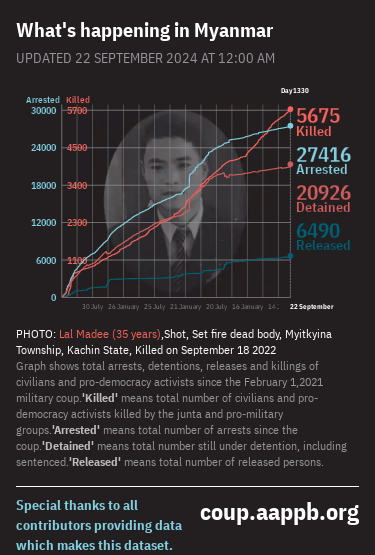 What's happening in Myanmar
UPDATED 22 SEPTEMBER 2024 AT 12:00 AM
Day1330
Arrested Killed
30000 5700
24000 4500
18000 3400
12000 2300
6000 1100
0
5675
Killed
27416
Arrested
20926
Detained
6490
Released
30 July 26 January 25 July 21 January 20 July 16 January 14 . 22 September
PHOTO: Lal Madee (35 years),Shot, Set fire dead body, Myitkyina
Township, Kachin State, Killed on September 18 2022
Graph shows total arrests, detentions, releases and killings of
civilians and pro-democracy activists since the February 1,2021
military coup.'Killed' means total number of civilians and pro-
democracy activists killed by the junta and pro-military
groups.'Arrested' means total number of arrests since the
coup.'Detained' means total number still under detention, including
sentenced.'Released' means total number of released persons.
Special thanks to all
contributors providing data
which makes this dataset.
coup.aappb.org